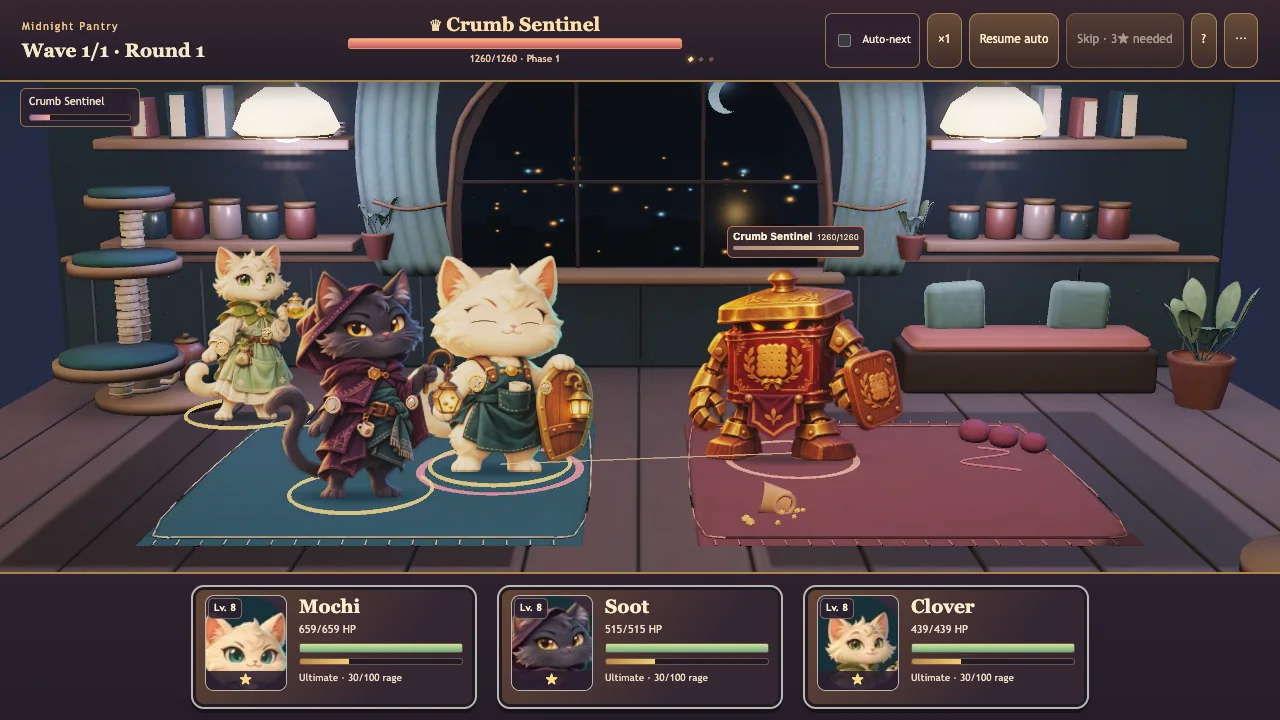 Midnight Pantry
Wave 1/1 · Round 1
♛ Crumb Sentinel
1260/1260 · Phase 1
Auto-next
×1
Resume auto
Skip · 3★ needed
?
···
Crumb Sentinel
Crumb Sentinel 1260/1260
Lv. 8
Mochi
659/659 HP
Ultimate · 30/100 rage
Lv. 8
Soot
515/515 HP
Ultimate · 30/100 rage
Lv. 8
Clover
439/439 HP
Ultimate · 30/100 rage